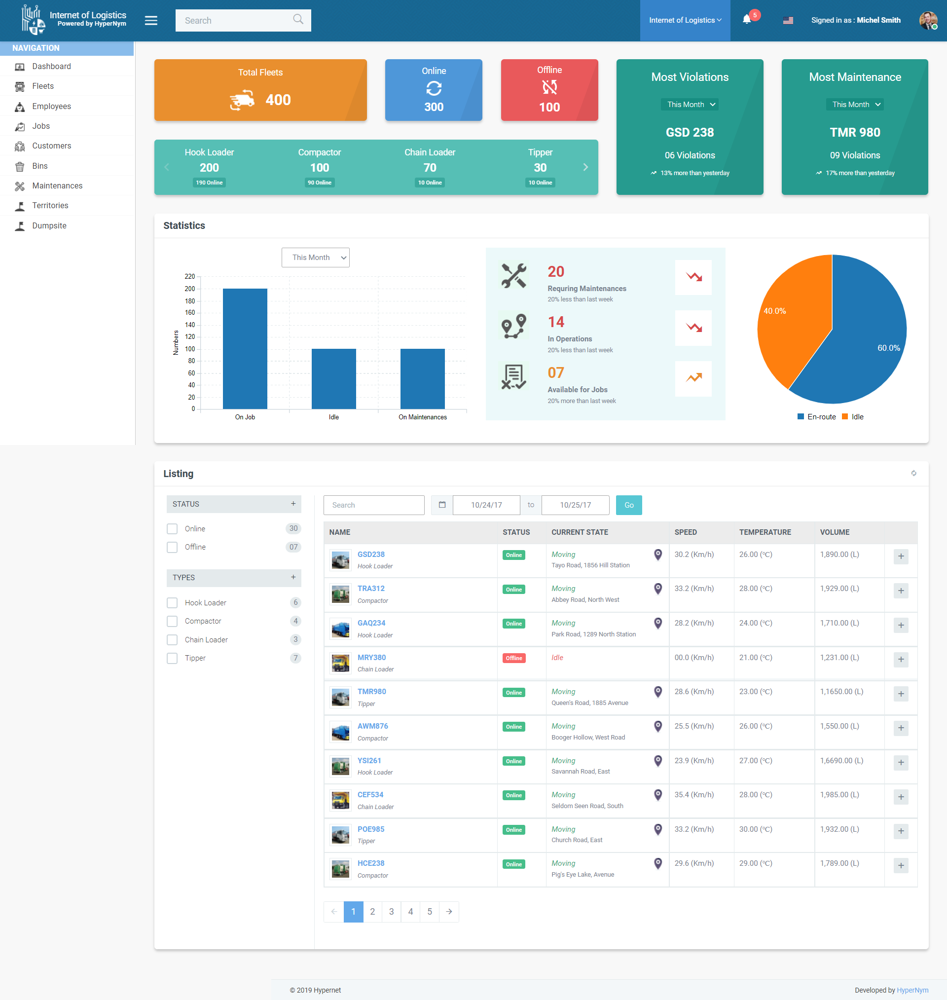 Internet of Logistics
Powered by HyperNym
Search
Internet of Logistics
5
Signed in as : Michel Smith
NAVIGATION
Dashboard
Fleets
Employees
Jobs
Customers
Bins
Maintenances
Territories
Dumpsite
Total Fleets
400
Online
300
Offline
100
Hook Loader
200
190 Online
Compactor
100
90 Online
Chain Loader
70
10 Online
Tipper
30
10 Online
Most Violations
This Month
GSD 238
06 Violations
13% more than yesterday
Most Maintenance
This Month
TMR 980
09 Violations
17% more than yesterday
Statistics
This Month
Numbers
220
200
180
160
140
120
100
80
60
40
20
0
On Job
Idle
On Maintenances
20
Requring Maintenances
20% less than last week
14
In Operations
20% less than last week
07
Available for Jobs
20% more than last week
40.0%
60.0%
En-route
Idle
Listing
STATUS +
Online 30
Offline 07
TYPES +
Hook Loader 6
Compactor 4
Chain Loader 3
Tipper 7
Search
10/24/17 to 10/25/17 Go
NAME STATUS CURRENT STATE SPEED TEMPERATURE VOLUME
GSD238 Online Moving 30.2 (Km/h) 26.00 (℃) 1,890.00 (L) +
Hook Loader Tayo Road, 1856 Hill Station
TRA312 Online Moving 33.2 (Km/h) 28.00 (℃) 1,929.00 (L) +
Compactor Abbey Road, North West
GAQ234 Online Moving 28.2 (Km/h) 24.00 (℃) 1,710.00 (L) +
Hook Loader Park Road, 1289 North Station
MRY380 Offline Idle 00.0 (Km/h) 21.00 (℃) 1,231.00 (L) +
Chain Loader
TMR980 Online Moving 28.6 (Km/h) 23.00 (℃) 1,1650.00 (L) +
Tipper Queen's Road, 1885 Avenue
AWM876 Online Moving 25.5 (Km/h) 26.00 (℃) 1,550.00 (L) +
Compactor Booger Hollow, West Road
YSI261 Online Moving 23.9 (Km/h) 27.00 (℃) 1,6690.00 (L) +
Hook Loader Savannah Road, East
CEF534 Online Moving 35.4 (Km/h) 28.00 (℃) 1,985.00 (L) +
Chain Loader Seldom Seen Road, South
POE985 Online Moving 33.2 (Km/h) 30.00 (℃) 1,932.00 (L) +
Tipper Church Road, East
HCE238 Online Moving 29.6 (Km/h) 29.00 (℃) 1,789.00 (L) +
Compactor Pig's Eye Lake, Avenue
← 1 2 3 4 5 →
© 2019 Hypernet
Developed by HyperNym